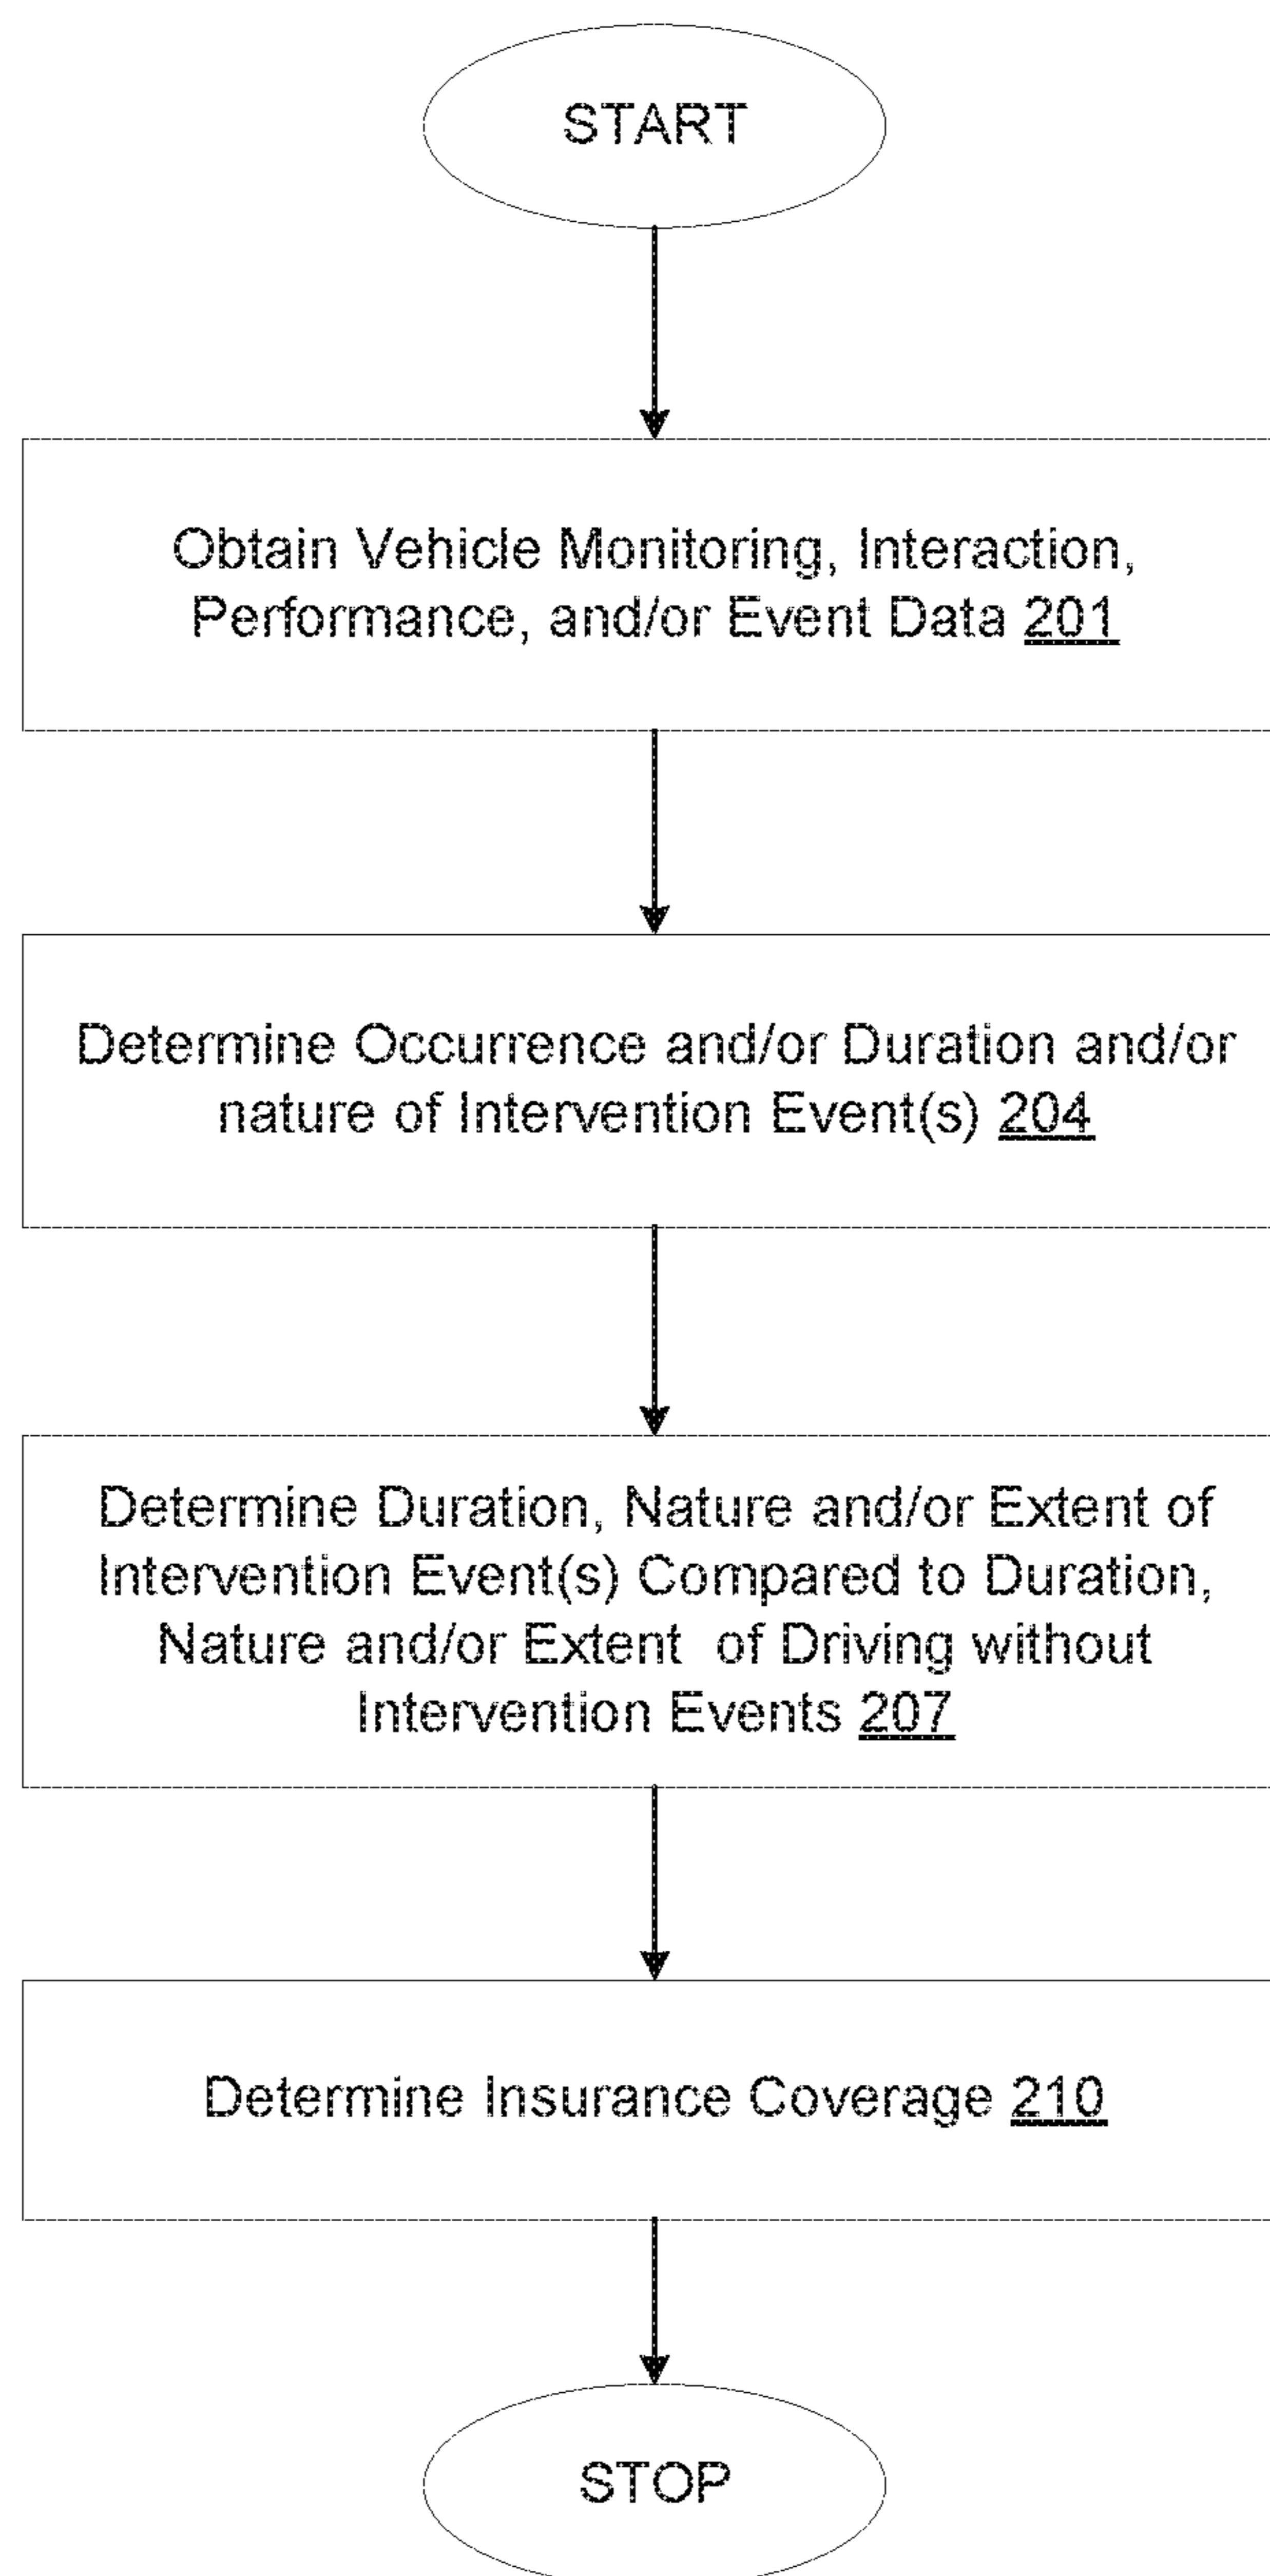 START
Obtain Vehicle Monitoring, Interaction,
Performance, and/or Event Data 201
Determine Occurrence and/or Duration and/or
nature of Intervention Event(s) 204
Determine Duration, Nature and/or Extent of
Intervention Event(s) Compared to Duration,
Nature and/or Extent of Driving without
Intervention Events 207
Determine Insurance Coverage 210
STOP